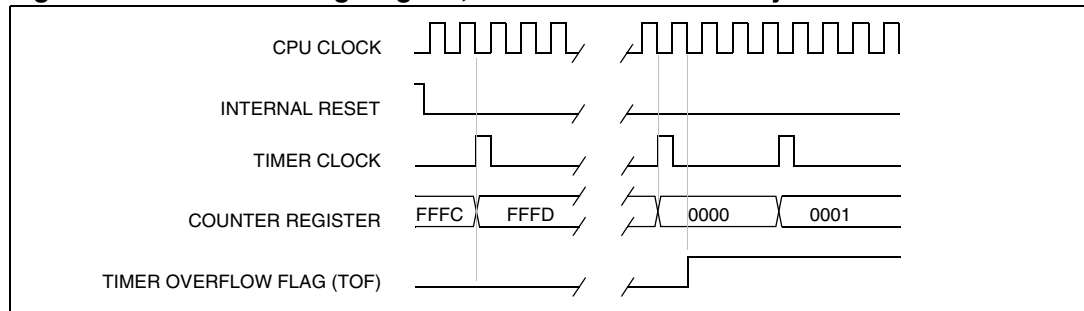 CPU CLOCK
INTERNAL RESET
TIMER CLOCK
COUNTER REGISTER FFFC FFFD 0000 0001
TIMER OVERFLOW FLAG (TOF)